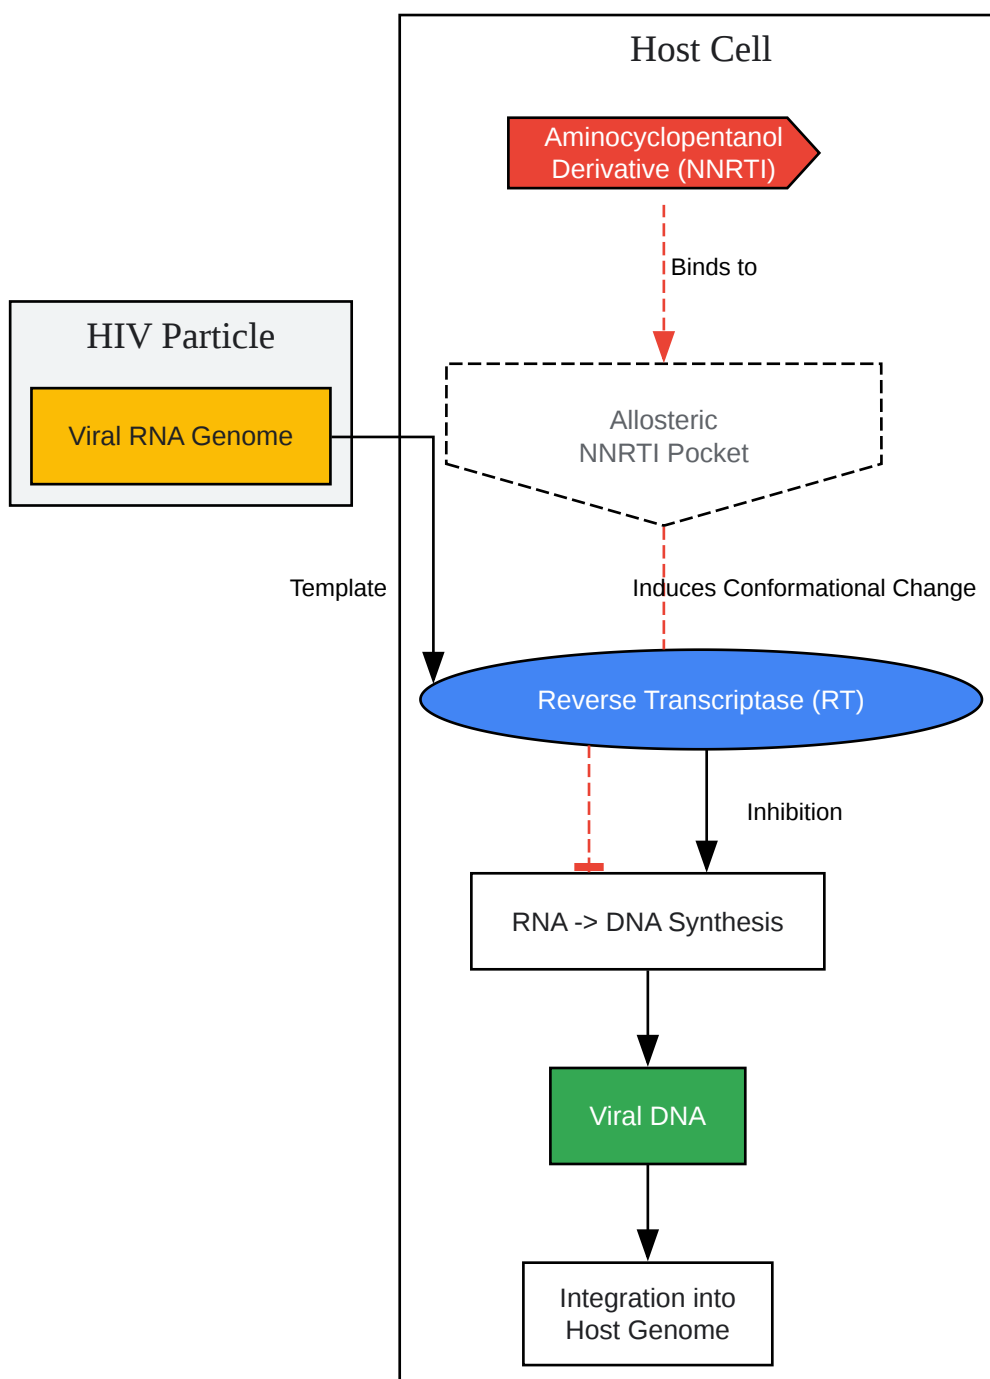 Host Cell
Aminocyclopentanol
Derivative (NNRTI)
Binds to
HIV Particle
Viral RNA Genome
Allosteric
NNRTI Pocket
Template
Induces Conformational Change
Reverse Transcriptase (RT)
Inhibition
RNA -> DNA Synthesis
Viral DNA
Integration into
Host Genome